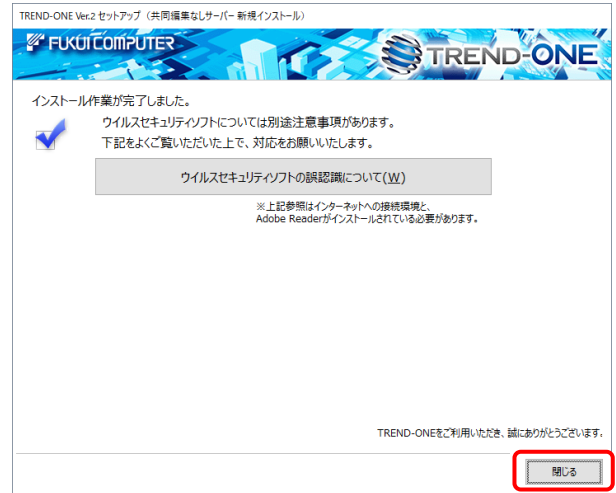 TREND-ONE Ver.2 セットアップ（共同編集なしサーバー 新規インストール）
FUKUI COMPUTER
TREND-ONE
インストール作業が完了しました。
ウイルスセキュリティソフトについては別途注意事項があります。
下記をよくご覧いただいた上で、対応をお願いいたします。
ウイルスセキュリティソフトの誤認識について(W)
※上記参照はインターネットへの接続環境と、
Adobe Readerがインストールされている必要があります。
TREND-ONEをご利用いただき、誠にありがとうございます。
閉じる